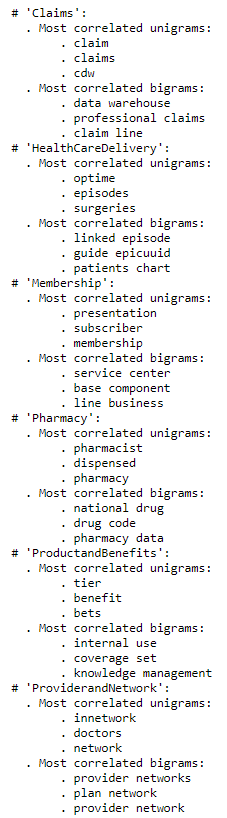 # 'Claims':
. Most correlated unigrams:
. claim
. claims
. cdw
. Most correlated bigrams:
. data warehouse
. professional claims
. claim line
# 'HealthCareDelivery':
. Most correlated unigrams:
. optime
. episodes
. surgeries
. Most correlated bigrams:
. linked episode
. guide epicuuid
. patients chart
# 'Membership':
. Most correlated unigrams:
. presentation
. subscriber
. membership
. Most correlated bigrams:
. service center
. base component
. line business
# 'Pharmacy':
. Most correlated unigrams:
. pharmacist
. dispensed
. pharmacy
. Most correlated bigrams:
. national drug
. drug code
. pharmacy data
# 'ProductandBenefits':
. Most correlated unigrams:
. tier
. benefit
. bets
. Most correlated bigrams:
. internal use
. coverage set
. knowledge management
# 'ProviderandNetwork':
. Most correlated unigrams:
. innetwork
. doctors
. network
. Most correlated bigrams:
. provider networks
. plan network
. provider network